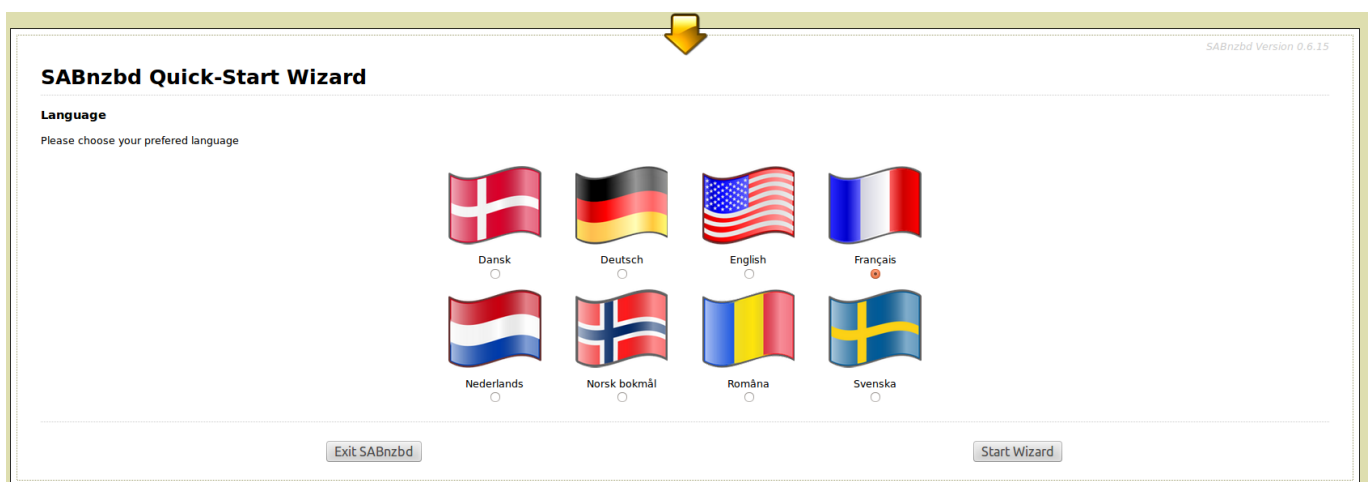 SABnzbd Version 0.6.15
SABnzbd Quick-Start Wizard
Language
Please choose your prefered language
Dansk Deutsch English Français
Nederlands Norsk bokmål Româna Svenska
Exit SABnzbd Start Wizard